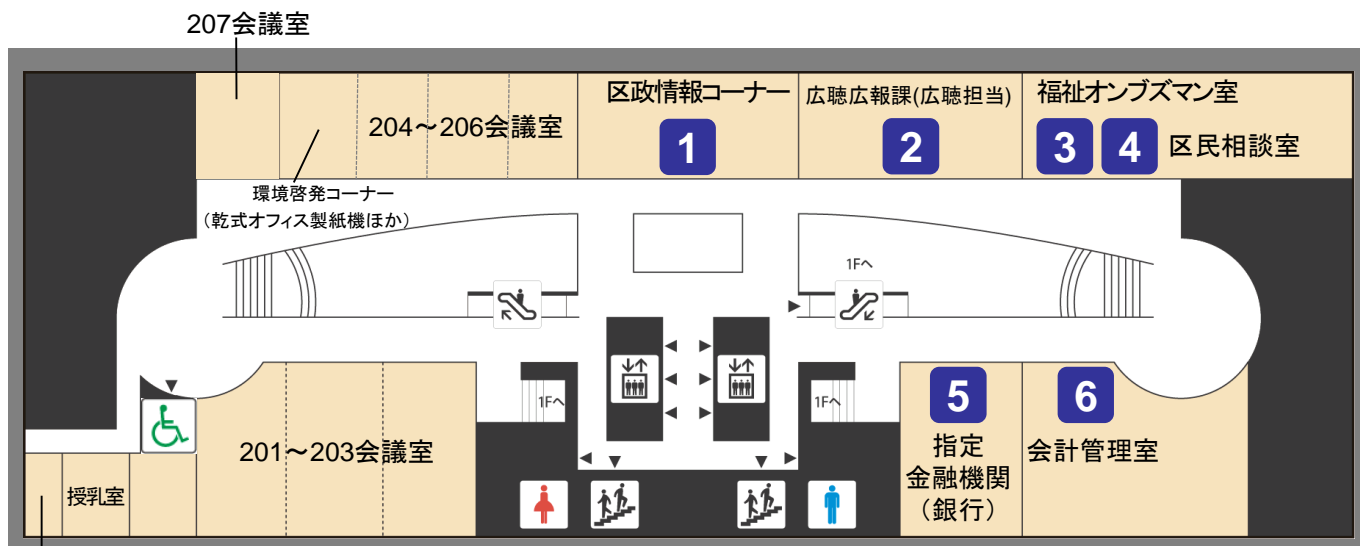 207会議室
204～206会議室
区政情報コーナー
1
広聴広報課(広聴担当)
2
福祉オンブズマン室
3 4 区民相談室
環境啓発コーナー
（乾式オフィス製紙機ほか）
1Fへ
1Fへ
1Fへ
201～203会議室
授乳室
5
指定
金融機関
（銀行）
6
会計管理室